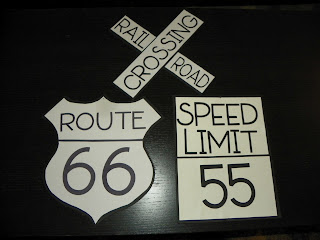 RAIL ROAD
CROSSING
ROUTE
66
SPEED
LIMIT
55